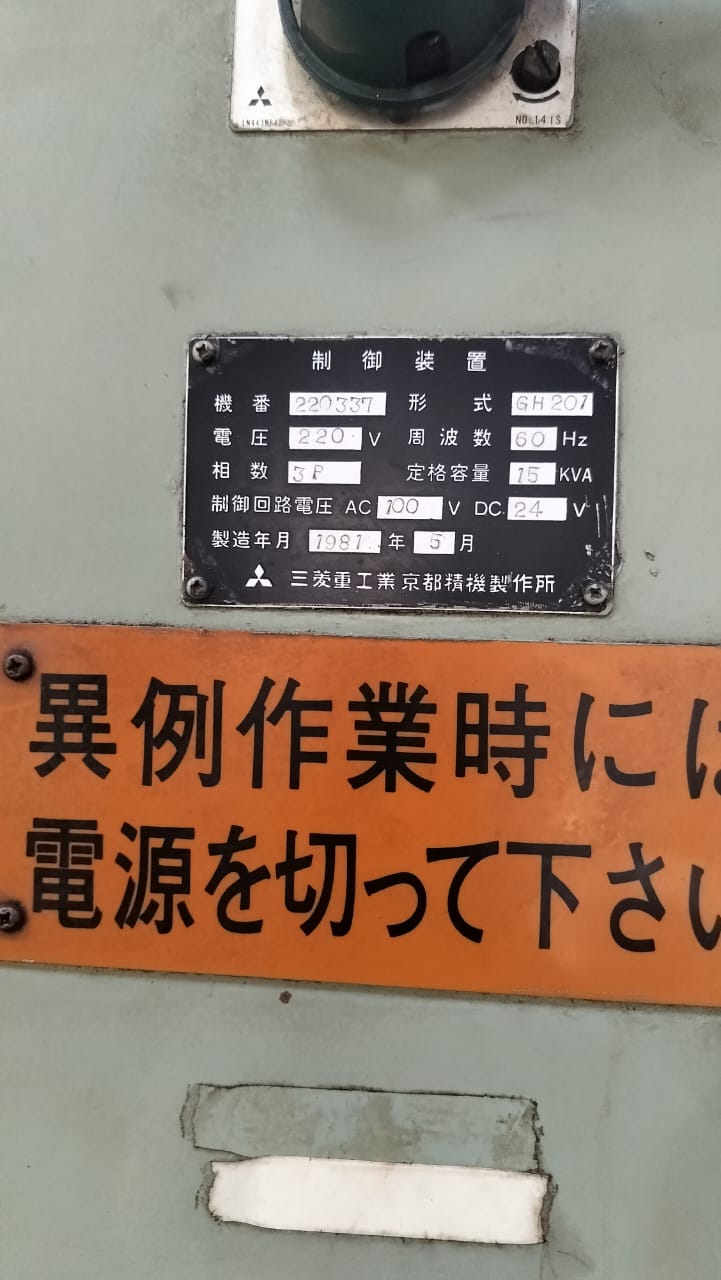 NO.141S
制御装置
機番 220337 形式 GH201
電圧 220 V 周波数 60 Hz
相数 3P 定格容量 15 KVA
制御回路電圧 AC 100 V DC 24 V
製造年月 1981 年 5 月
三菱重工業京都精機製作所
異例作業時には
電源を切って下さい